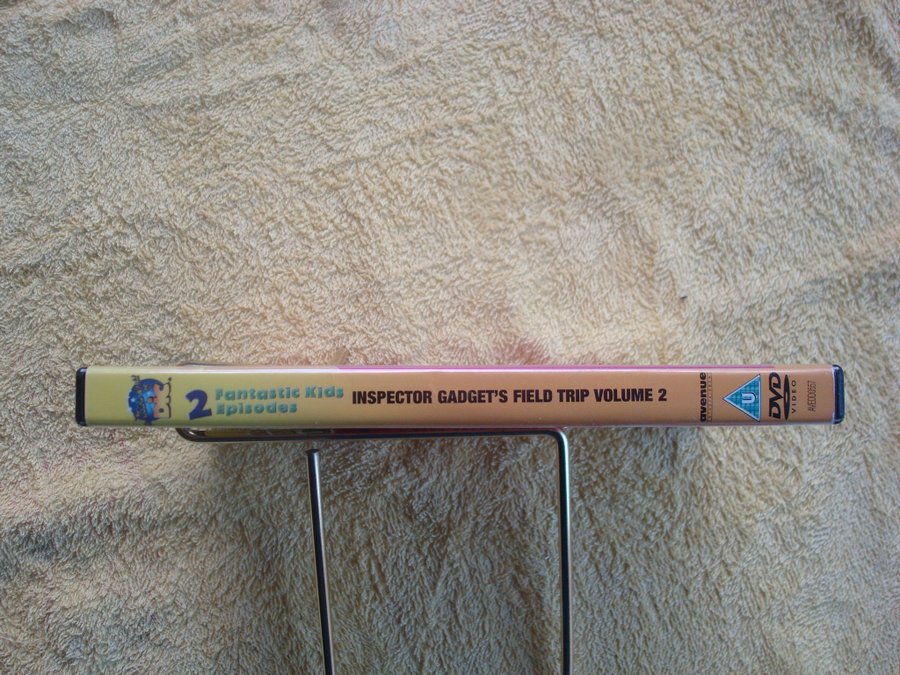 2 Fantastic Kids
Episodes
INSPECTOR GADGET'S FIELD TRIP VOLUME 2
avenue
U
DVD
VIDEO